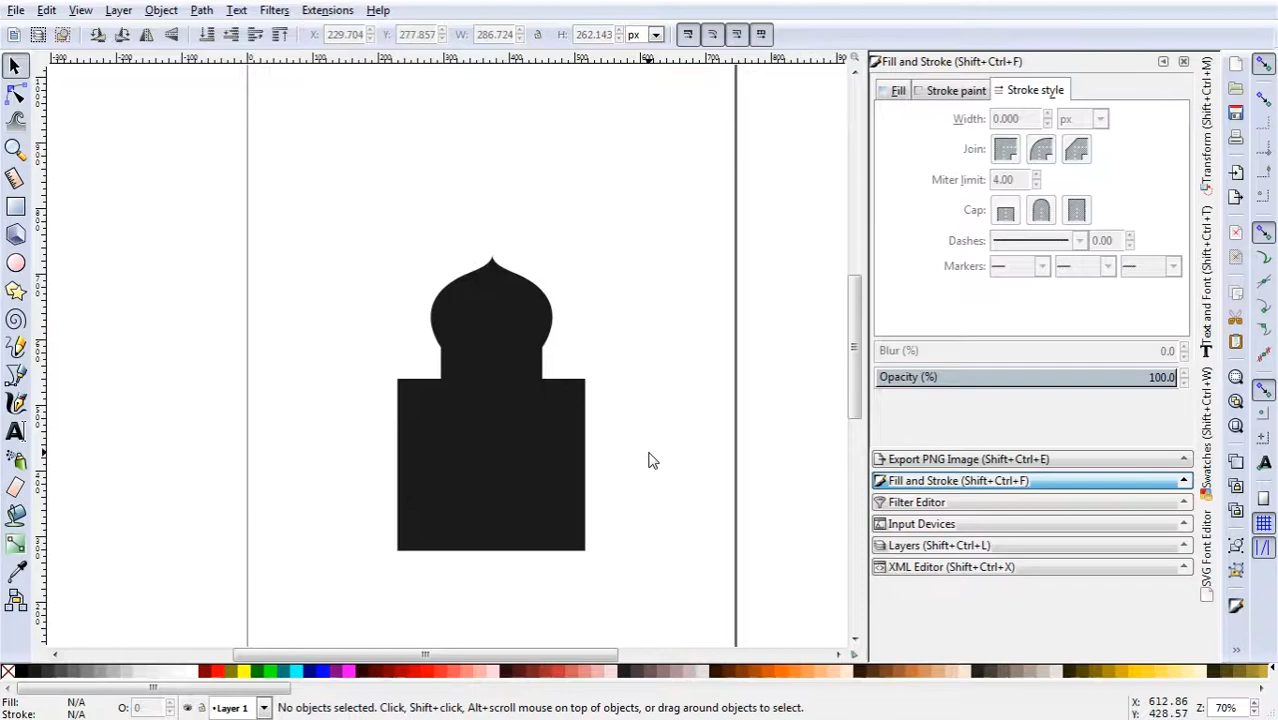 File Edit View Layer Object Path Text Filters Extensions Help
X: 229.704 Y: 277.857 W: 286.724 H: 262.143 px
Fill and Stroke (Shift+Ctrl+F)
Fill Stroke paint Stroke style
Width: 0.000 px
Join:
Miter limit: 4.00
Cap:
Dashes: 0.00
Markers:
Blur (%) 0.0
Opacity (%) 100.0
Export PNG Image (Shift+Ctrl+E)
Fill and Stroke (Shift+Ctrl+F)
Filter Editor
Input Devices
Layers (Shift+Ctrl+L)
XML Editor (Shift+Ctrl+X)
Transform (Shift+Ctrl+M)
Text and Font (Shift+Ctrl+T)
Swatches (Shift+Ctrl+W)
SVG Font Editor
Fill: N/A
Stroke: N/A
O: 0
Layer 1
No objects selected. Click, Shift+click, Alt+scroll mouse on top of objects, or drag around objects to select.
X: 612.86
Y: 428.57
Z: 70%